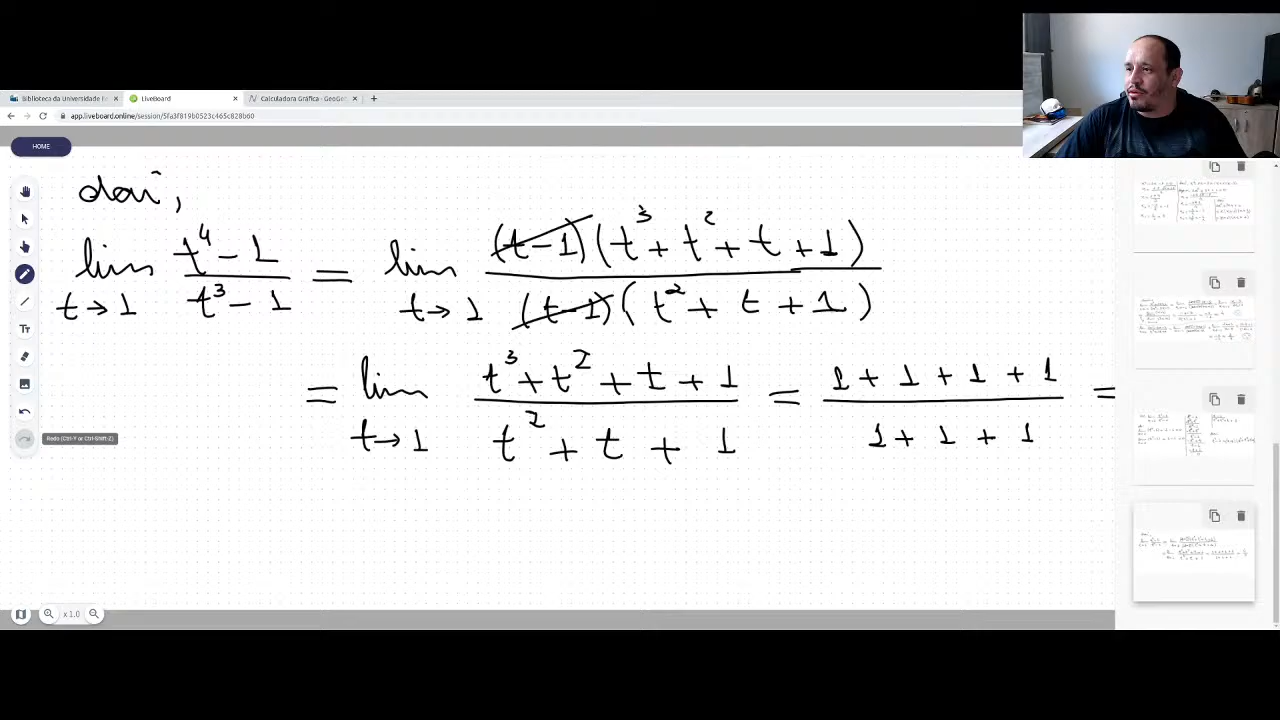 Biblioteca da Universidade Fe
LiveBoard
Calculadora Gráfica - GeoGe
app.liveboard.online/session/5fa3f819b0523c465c828b60
HOME
daí,
lim t→1 (t⁴ - 1)/(t³ - 1) = lim t→1 (t-1)(t³ + t² + t + 1)/(t-1)(t² + t + 1)
= lim t→1 (t³ + t² + t + 1)/(t² + t + 1) = (1 + 1 + 1 + 1)/(1 + 1 + 1) =
Redo (Ctrl-Y or Ctrl-Shift-Z)
x 1.0